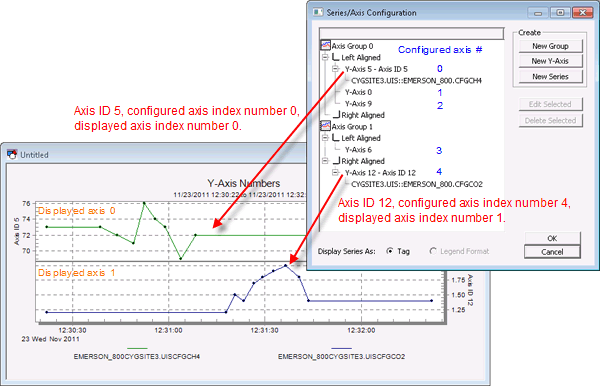 Series/Axis Configuration
Axis Group 0
Configured axis #
Left Aligned
Y-Axis 5 - Axis ID 5
0
CYGSITE3.UIS::EMERSON_800.CFGCH4
Y-Axis 0
1
Y-Axis 9
2
Right Aligned
Axis Group 1
Left Aligned
Y-Axis 6
3
Right Aligned
Y-Axis 12 - Axis ID 12
4
CYGSITE3.UIS::EMERSON_800.CFGCO2
Create
New Group
New Y-Axis
New Series
Edit Selected
Delete Selected
Axis ID 5, configured axis index number 0,
displayed axis index number 0.
Axis ID 12, configured axis index number 4,
displayed axis index number 1.
Display Series As:
Tag
Legend Format
OK
Cancel
Untitled
Y-Axis Numbers
11/23/2011 12:30:22 to 11/23/2011 12:32:
Displayed axis 0
76
74
72
70
Axis ID 5
Displayed axis 1
1.75
1.50
1.25
Axis ID 12
12:30:30
12:31:00
12:31:30
12:32:00
23 Wed Nov 2011
EMERSON_800CYGSITE3.UISCFGCH4
EMERSON_800CYGSITE3.UISCFGCO2